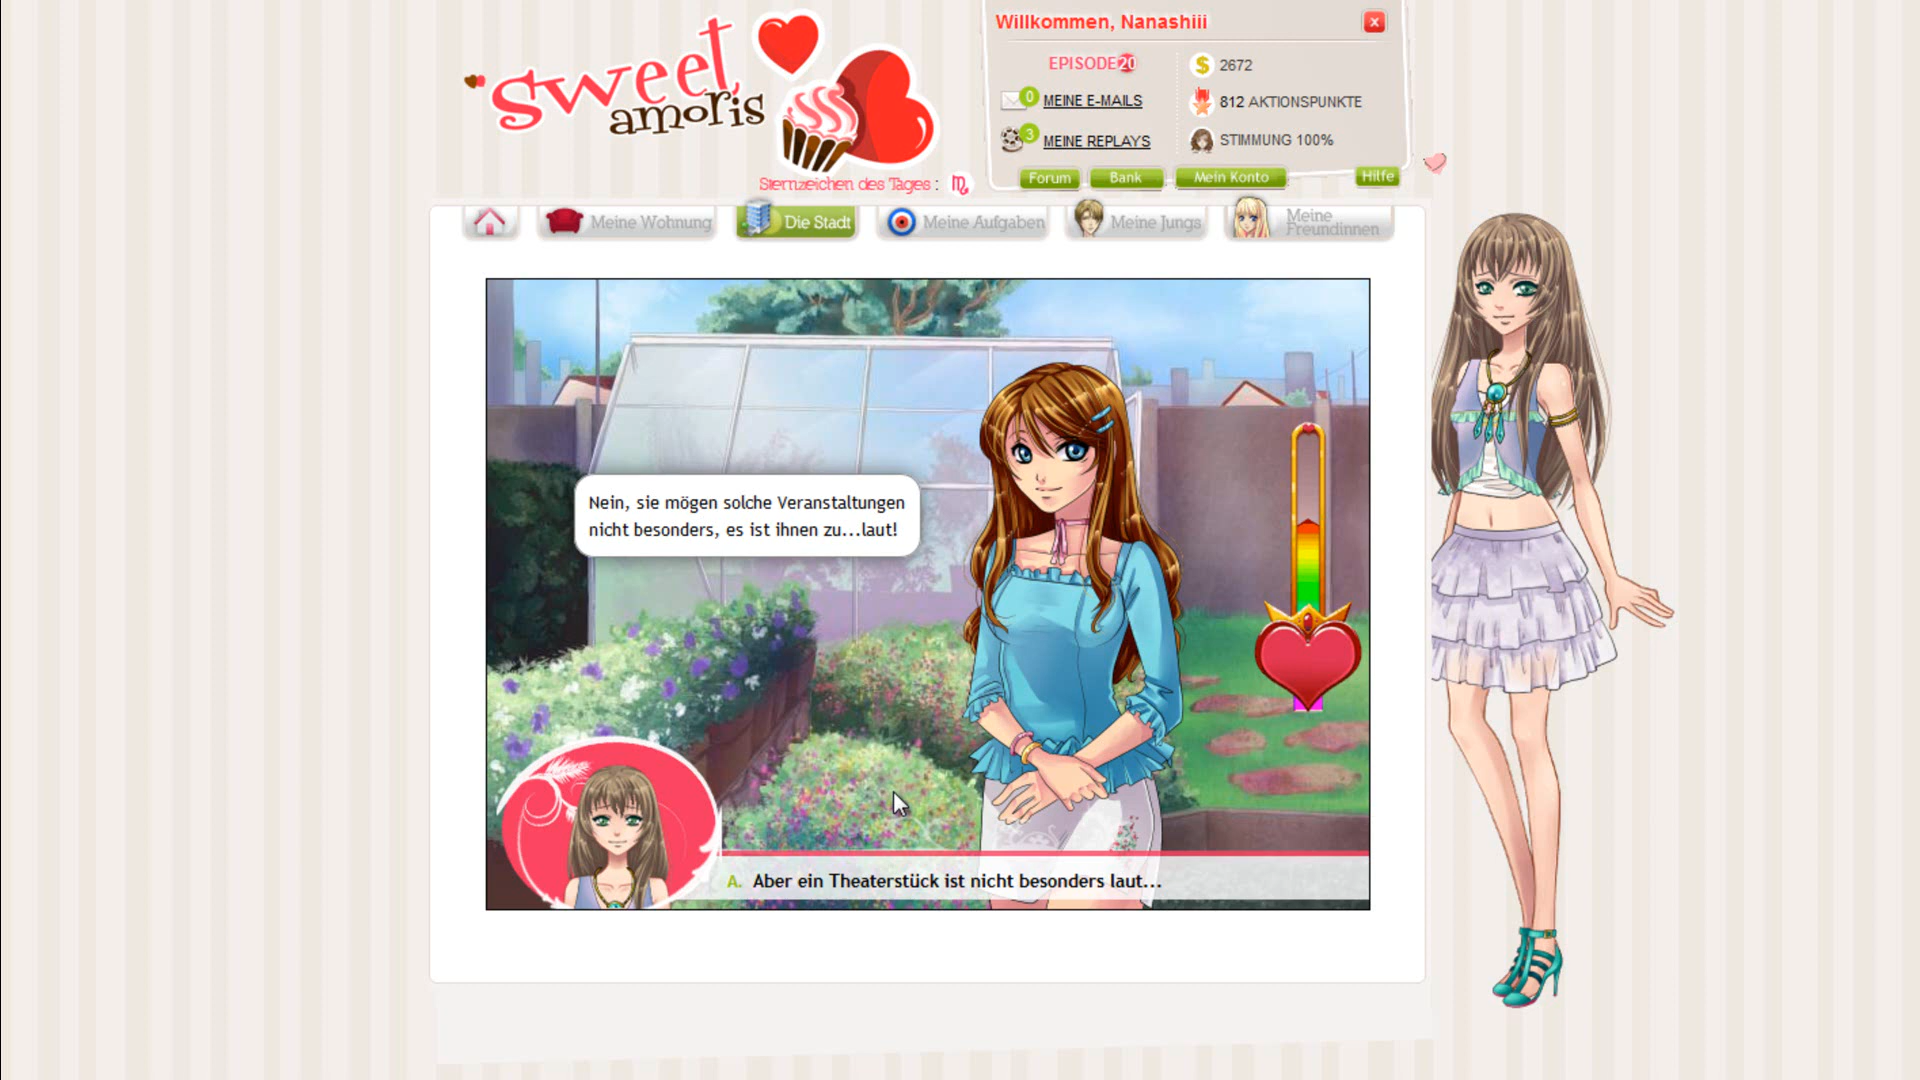 sweet
amoris
Sternzeichen des Tages :
Willkommen, Nanashiii
x
EPISODE20
$ 2672
0 MEINE E-MAILS
812 AKTIONSPUNKTE
3 MEINE REPLAYS
STIMMUNG 100%
Forum
Bank
Mein Konto
Hilfe
Meine Wohnung
Die Stadt
Meine Aufgaben
Meine Jungs
Meine
Freundinnen
Nein, sie mögen solche Veranstaltungen
nicht besonders, es ist ihnen zu...laut!
A. Aber ein Theaterstück ist nicht besonders laut...